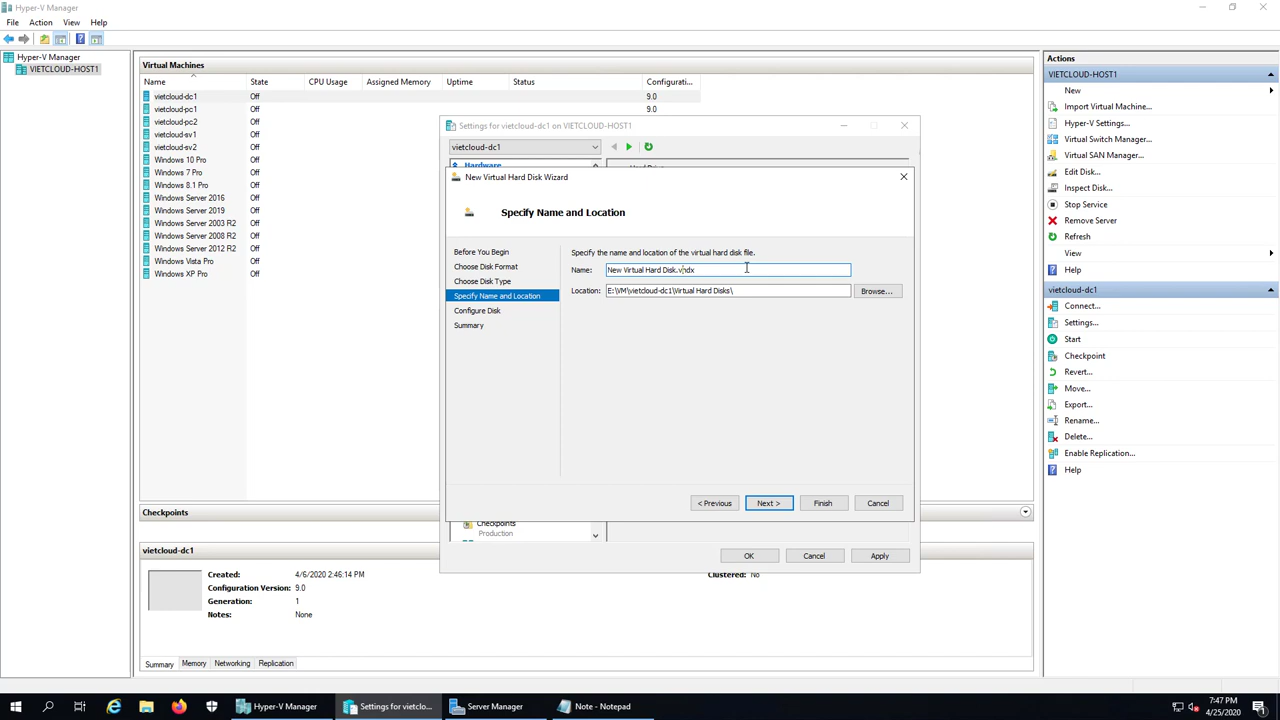 Hyper-V Manager
File Action View Help
Hyper-V Manager
VIETCLOUD-HOST1
Virtual Machines
Name State CPU Usage Assigned Memory Uptime Status Configurati...
vietcloud-dc1 Off 9.0
vietcloud-pc1 Off 9.0
vietcloud-pc2 Off
vietcloud-sv1 Off
vietcloud-sv2 Off
Windows 10 Pro Off
Windows 7 Pro Off
Windows 8.1 Pro Off
Windows Server 2016 Off
Windows Server 2019 Off
Windows Server 2003 R2 Off
Windows Server 2008 R2 Off
Windows Server 2012 R2 Off
Windows Vista Pro Off
Windows XP Pro Off
Settings for vietcloud-dc1 on VIETCLOUD-HOST1
vietcloud-dc1
Hardware
New Virtual Hard Disk Wizard
Specify Name and Location
Before You Begin
Choose Disk Format
Choose Disk Type
Specify Name and Location
Configure Disk
Summary
Specify the name and location of the virtual hard disk file.
Name: New Virtual Hard Disk.vhdx
Location: E:\VM\vietcloud-dc1\Virtual Hard Disks\ Browse...
< Previous Next > Finish Cancel
Checkpoints
Production
OK Cancel Apply
Checkpoints
vietcloud-dc1
Created: 4/6/2020 2:46:14 PM
Configuration Version: 9.0
Generation: 1
Notes: None
Clustered: No
Summary Memory Networking Replication
Actions
VIETCLOUD-HOST1
New
Import Virtual Machine...
Hyper-V Settings...
Virtual Switch Manager...
Virtual SAN Manager...
Edit Disk...
Inspect Disk...
Stop Service
Remove Server
Refresh
View
Help
vietcloud-dc1
Connect...
Settings...
Start
Checkpoint
Revert...
Move...
Export...
Rename...
Delete...
Enable Replication...
Help
Hyper-V Manager Settings for vietclo... Server Manager Note - Notepad
7:47 PM
4/25/2020
1